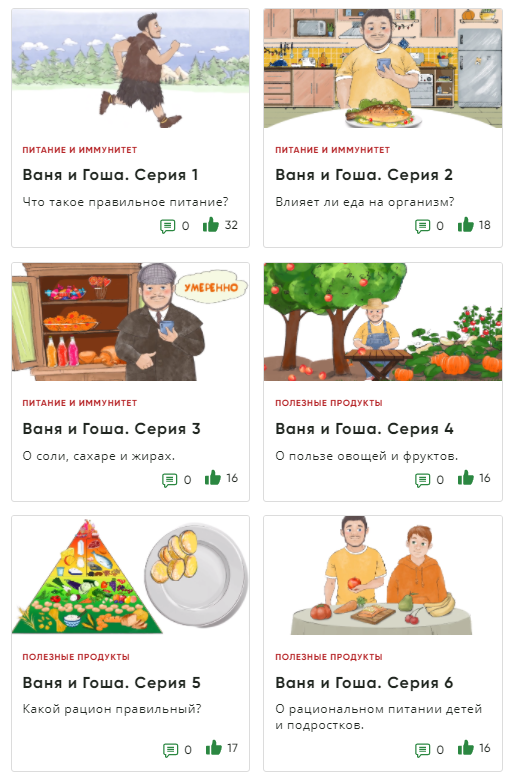 ПИТАНИЕ И ИММУНИТЕТ
Ваня и Гоша. Серия 1
Что такое правильное питание?
0 32
ПИТАНИЕ И ИММУНИТЕТ
Ваня и Гоша. Серия 2
Влияет ли еда на организм?
0 18
УМЕРЕННО
ПИТАНИЕ И ИММУНИТЕТ
Ваня и Гоша. Серия 3
О соли, сахаре и жирах.
0 16
ПОЛЕЗНЫЕ ПРОДУКТЫ
Ваня и Гоша. Серия 4
О пользе овощей и фруктов.
0 16
ПОЛЕЗНЫЕ ПРОДУКТЫ
Ваня и Гоша. Серия 5
Какой рацион правильный?
0 17
ПОЛЕЗНЫЕ ПРОДУКТЫ
Ваня и Гоша. Серия 6
О рациональном питании детей
и подростков.
0 16